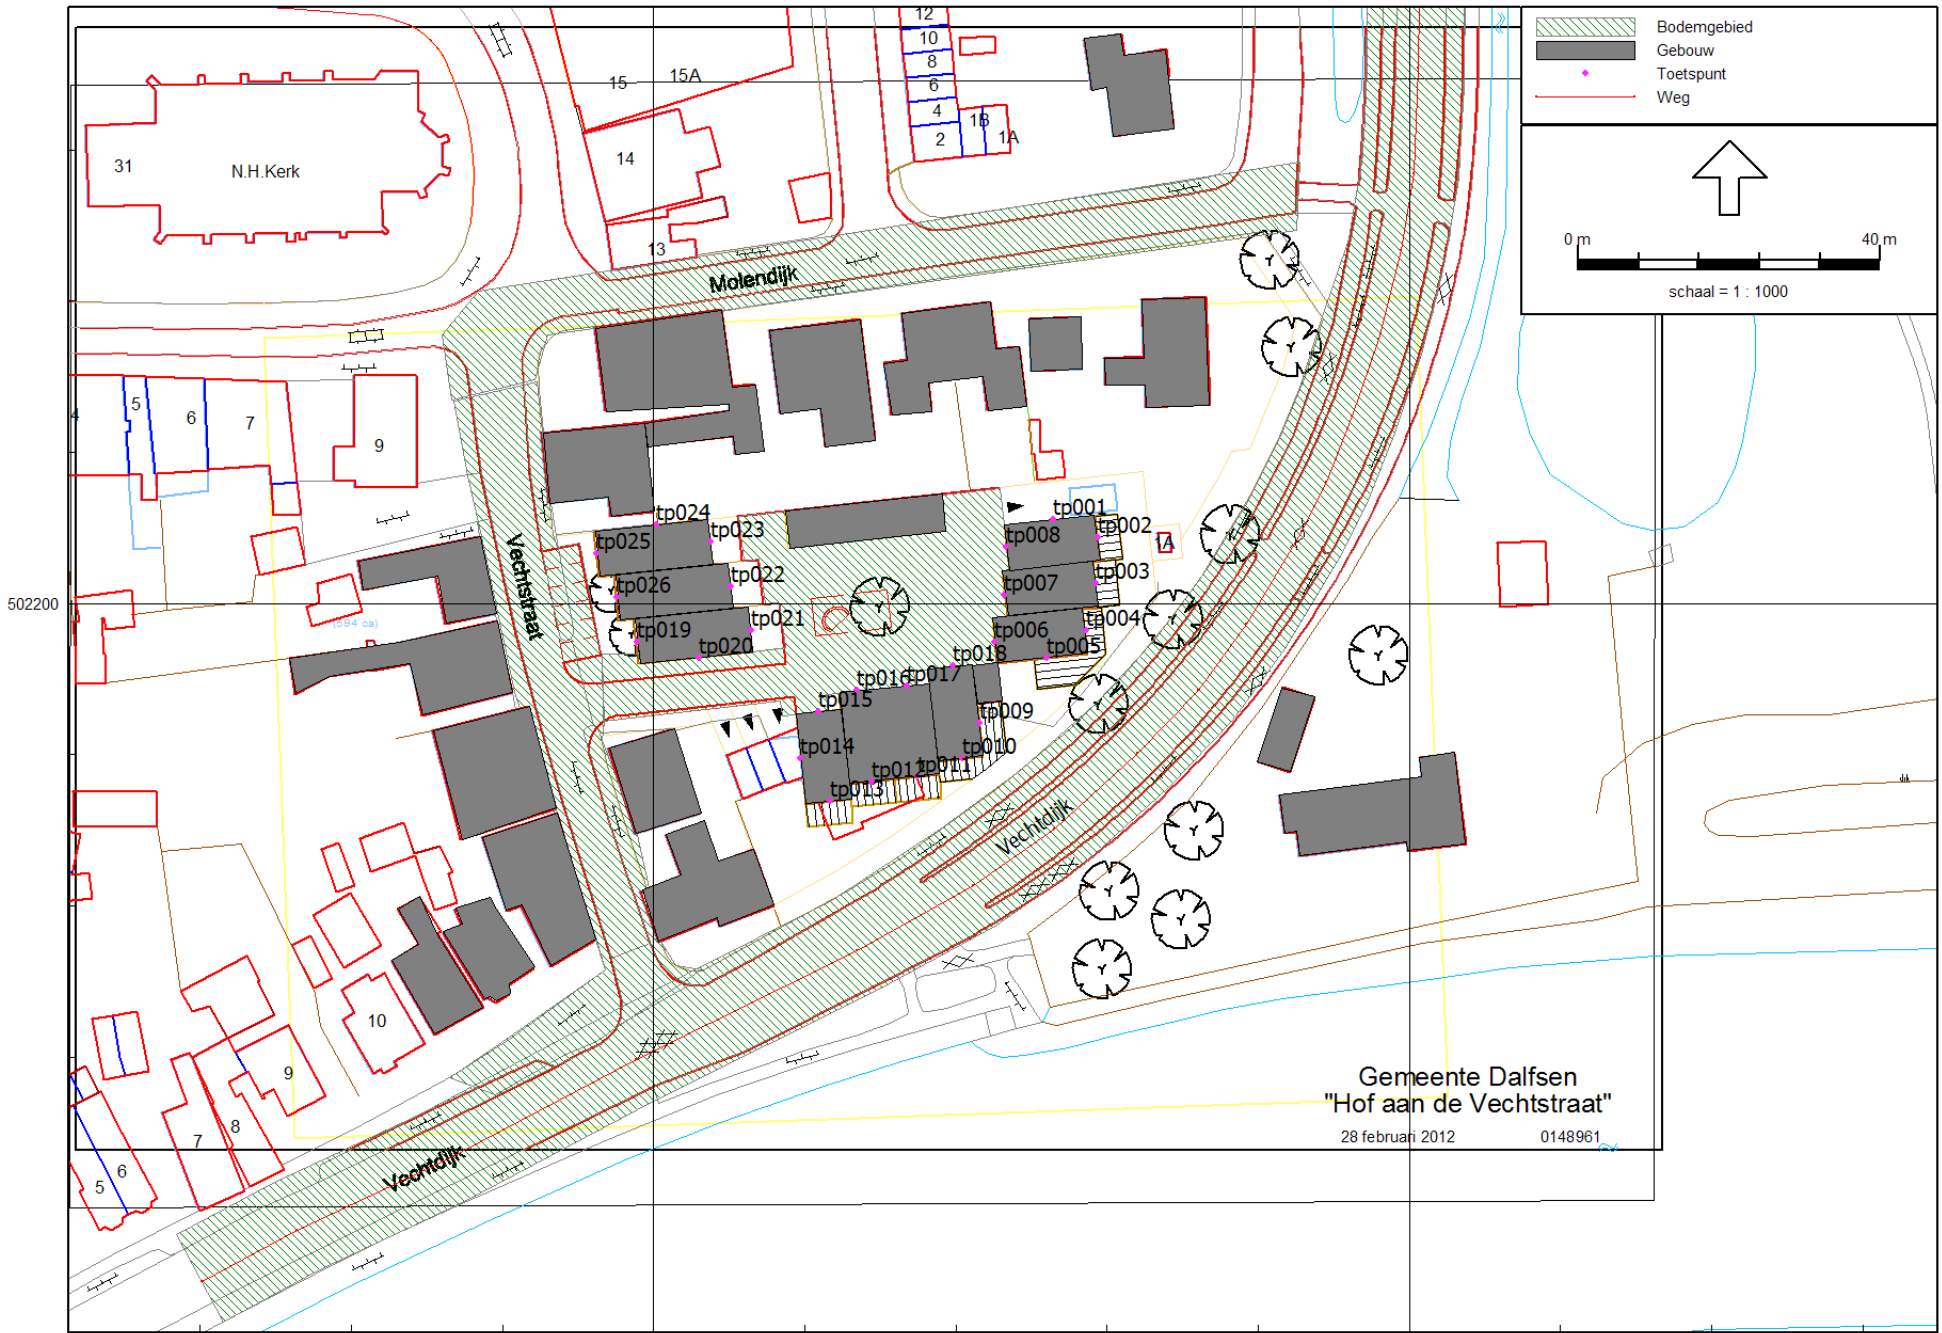 12
10
8
6
4
2
1B
1A
15
15A
14
13
31
N.H.Kerk
Bodemgebied
Gebouw
Toetspunt
Weg
0 m
40 m
schaal = 1 : 1000
Molendijk
4
5
6
7
9
Vechtstraat
502200
(594 ca)
tp024
tp023
tp025
tp022
tp026
tp021
tp019
tp020
tp001
tp002
tp008
1A
tp003
tp007
tp004
tp006
tp005
tp018
tp017
tp016
tp015
tp009
tp014
tp010
tp011
tp012
tp013
Vechtdijk
10
9
8
7
6
5
Vechtdijk
Gemeente Dalfsen
"Hof aan de Vechtstraat"
28 februari 2012
0148961